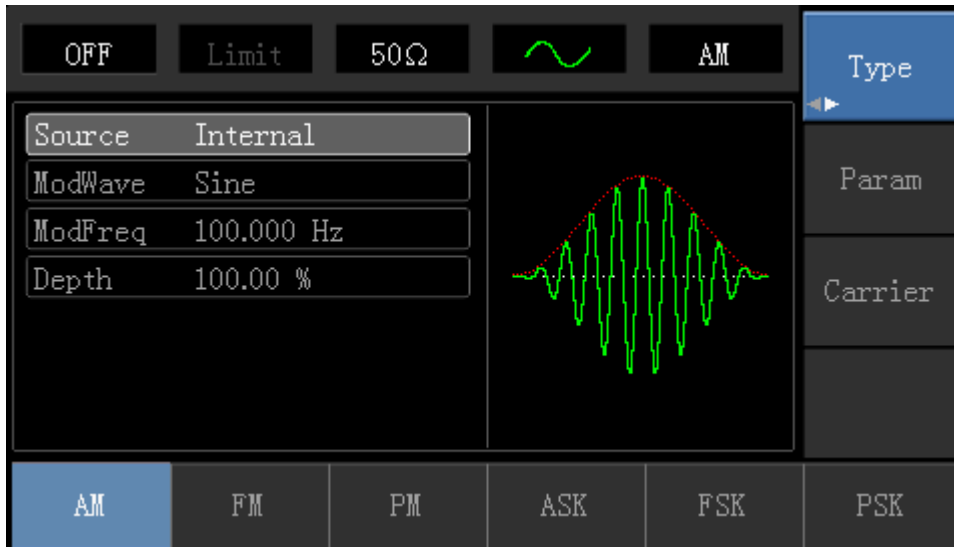 OFF Limit 50Ω AM
Type
Source Internal
ModWave Sine
ModFreq 100.000 Hz
Depth 100.00 %
Param
Carrier
AM FM PM ASK FSK PSK